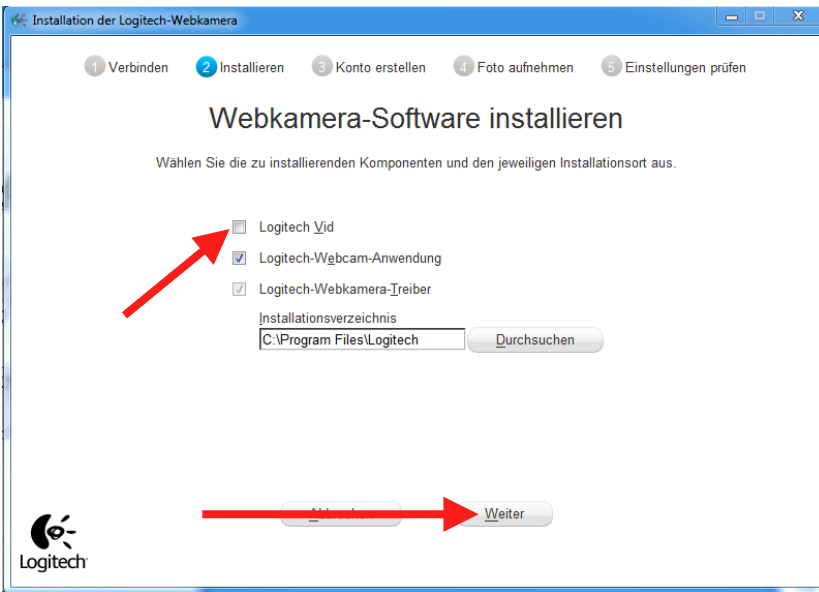 Installation der Logitech-Webkamera
1 Verbinden 2 Installieren 3 Konto erstellen 4 Foto aufnehmen 5 Einstellungen prüfen
Webkamera-Software installieren
Wählen Sie die zu installierenden Komponenten und den jeweiligen Installationsort aus.
Logitech Vid
Logitech-Webcam-Anwendung
Logitech-Webkamera-Treiber
Installationsverzeichnis
C:\Program Files\Logitech Durchsuchen
Weiter
Logitech